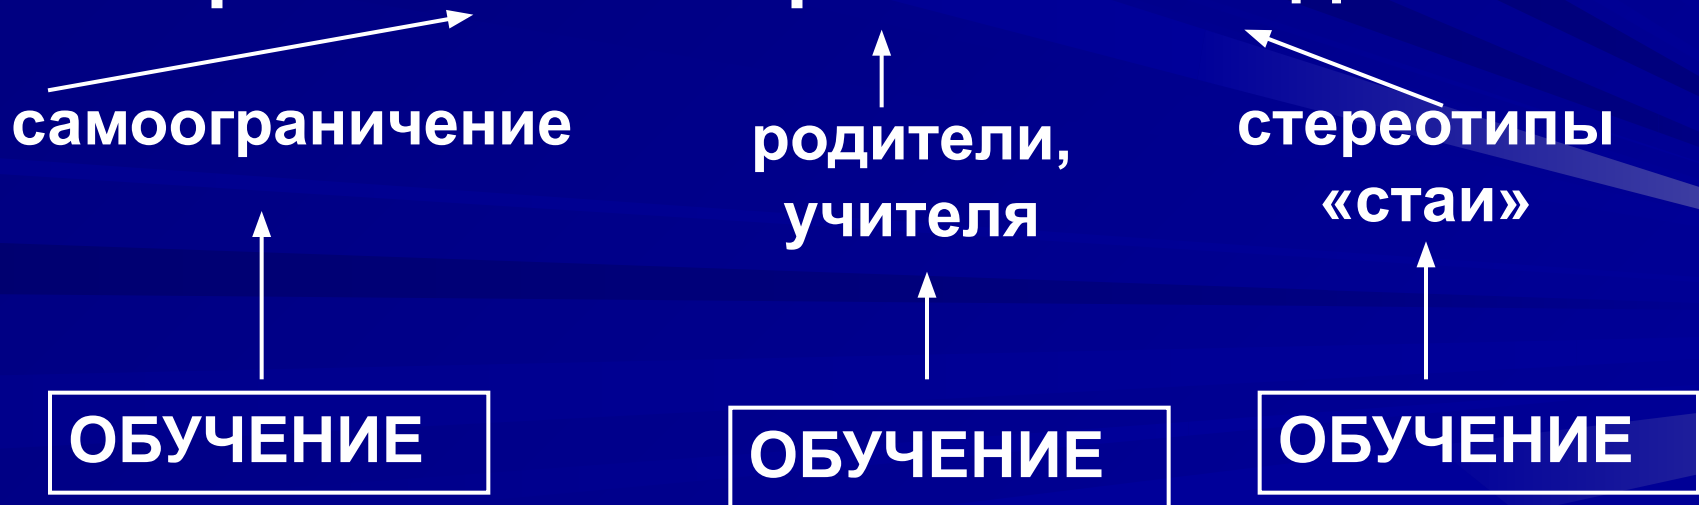 самоограничение
родители,
учителя
стереотипы
«стаи»
ОБУЧЕНИЕ
ОБУЧЕНИЕ
ОБУЧЕНИЕ